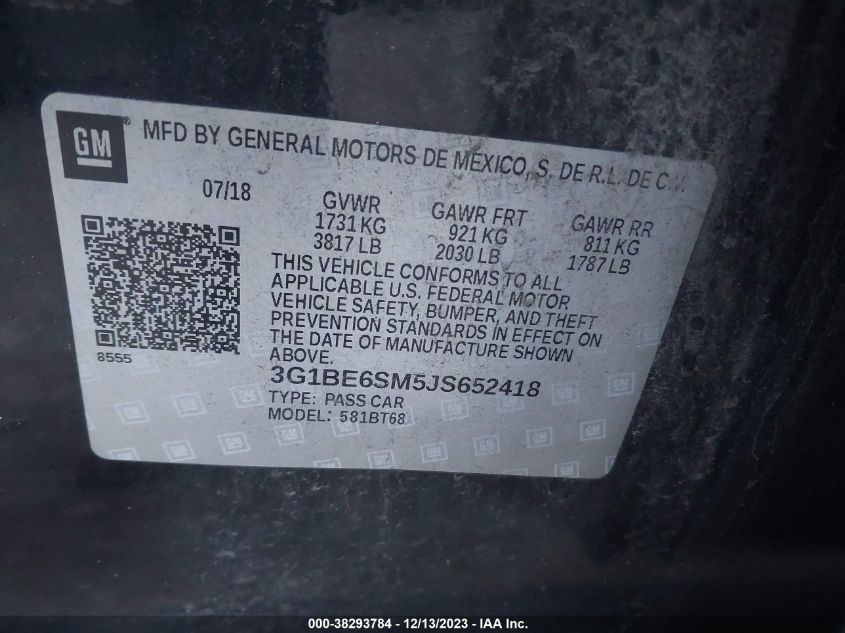 GM®
MFD BY GENERAL MOTORS DE MEXICO, S. DE R.L. DE C.V.
07/18
GVWR
1731 KG
3817 LB
GAWR FRT
921 KG
2030 LB
GAWR RR
811 KG
1787 LB
THIS VEHICLE CONFORMS TO ALL
APPLICABLE U.S. FEDERAL MOTOR
VEHICLE SAFETY, BUMPER, AND THEFT
PREVENTION STANDARDS IN EFFECT ON
THE DATE OF MANUFACTURE SHOWN
ABOVE.
8555
3G1BE6SM5JS652418
TYPE: PASS CAR
MODEL: 581BT68
000-38293784 - 12/13/2023 - IAA Inc.